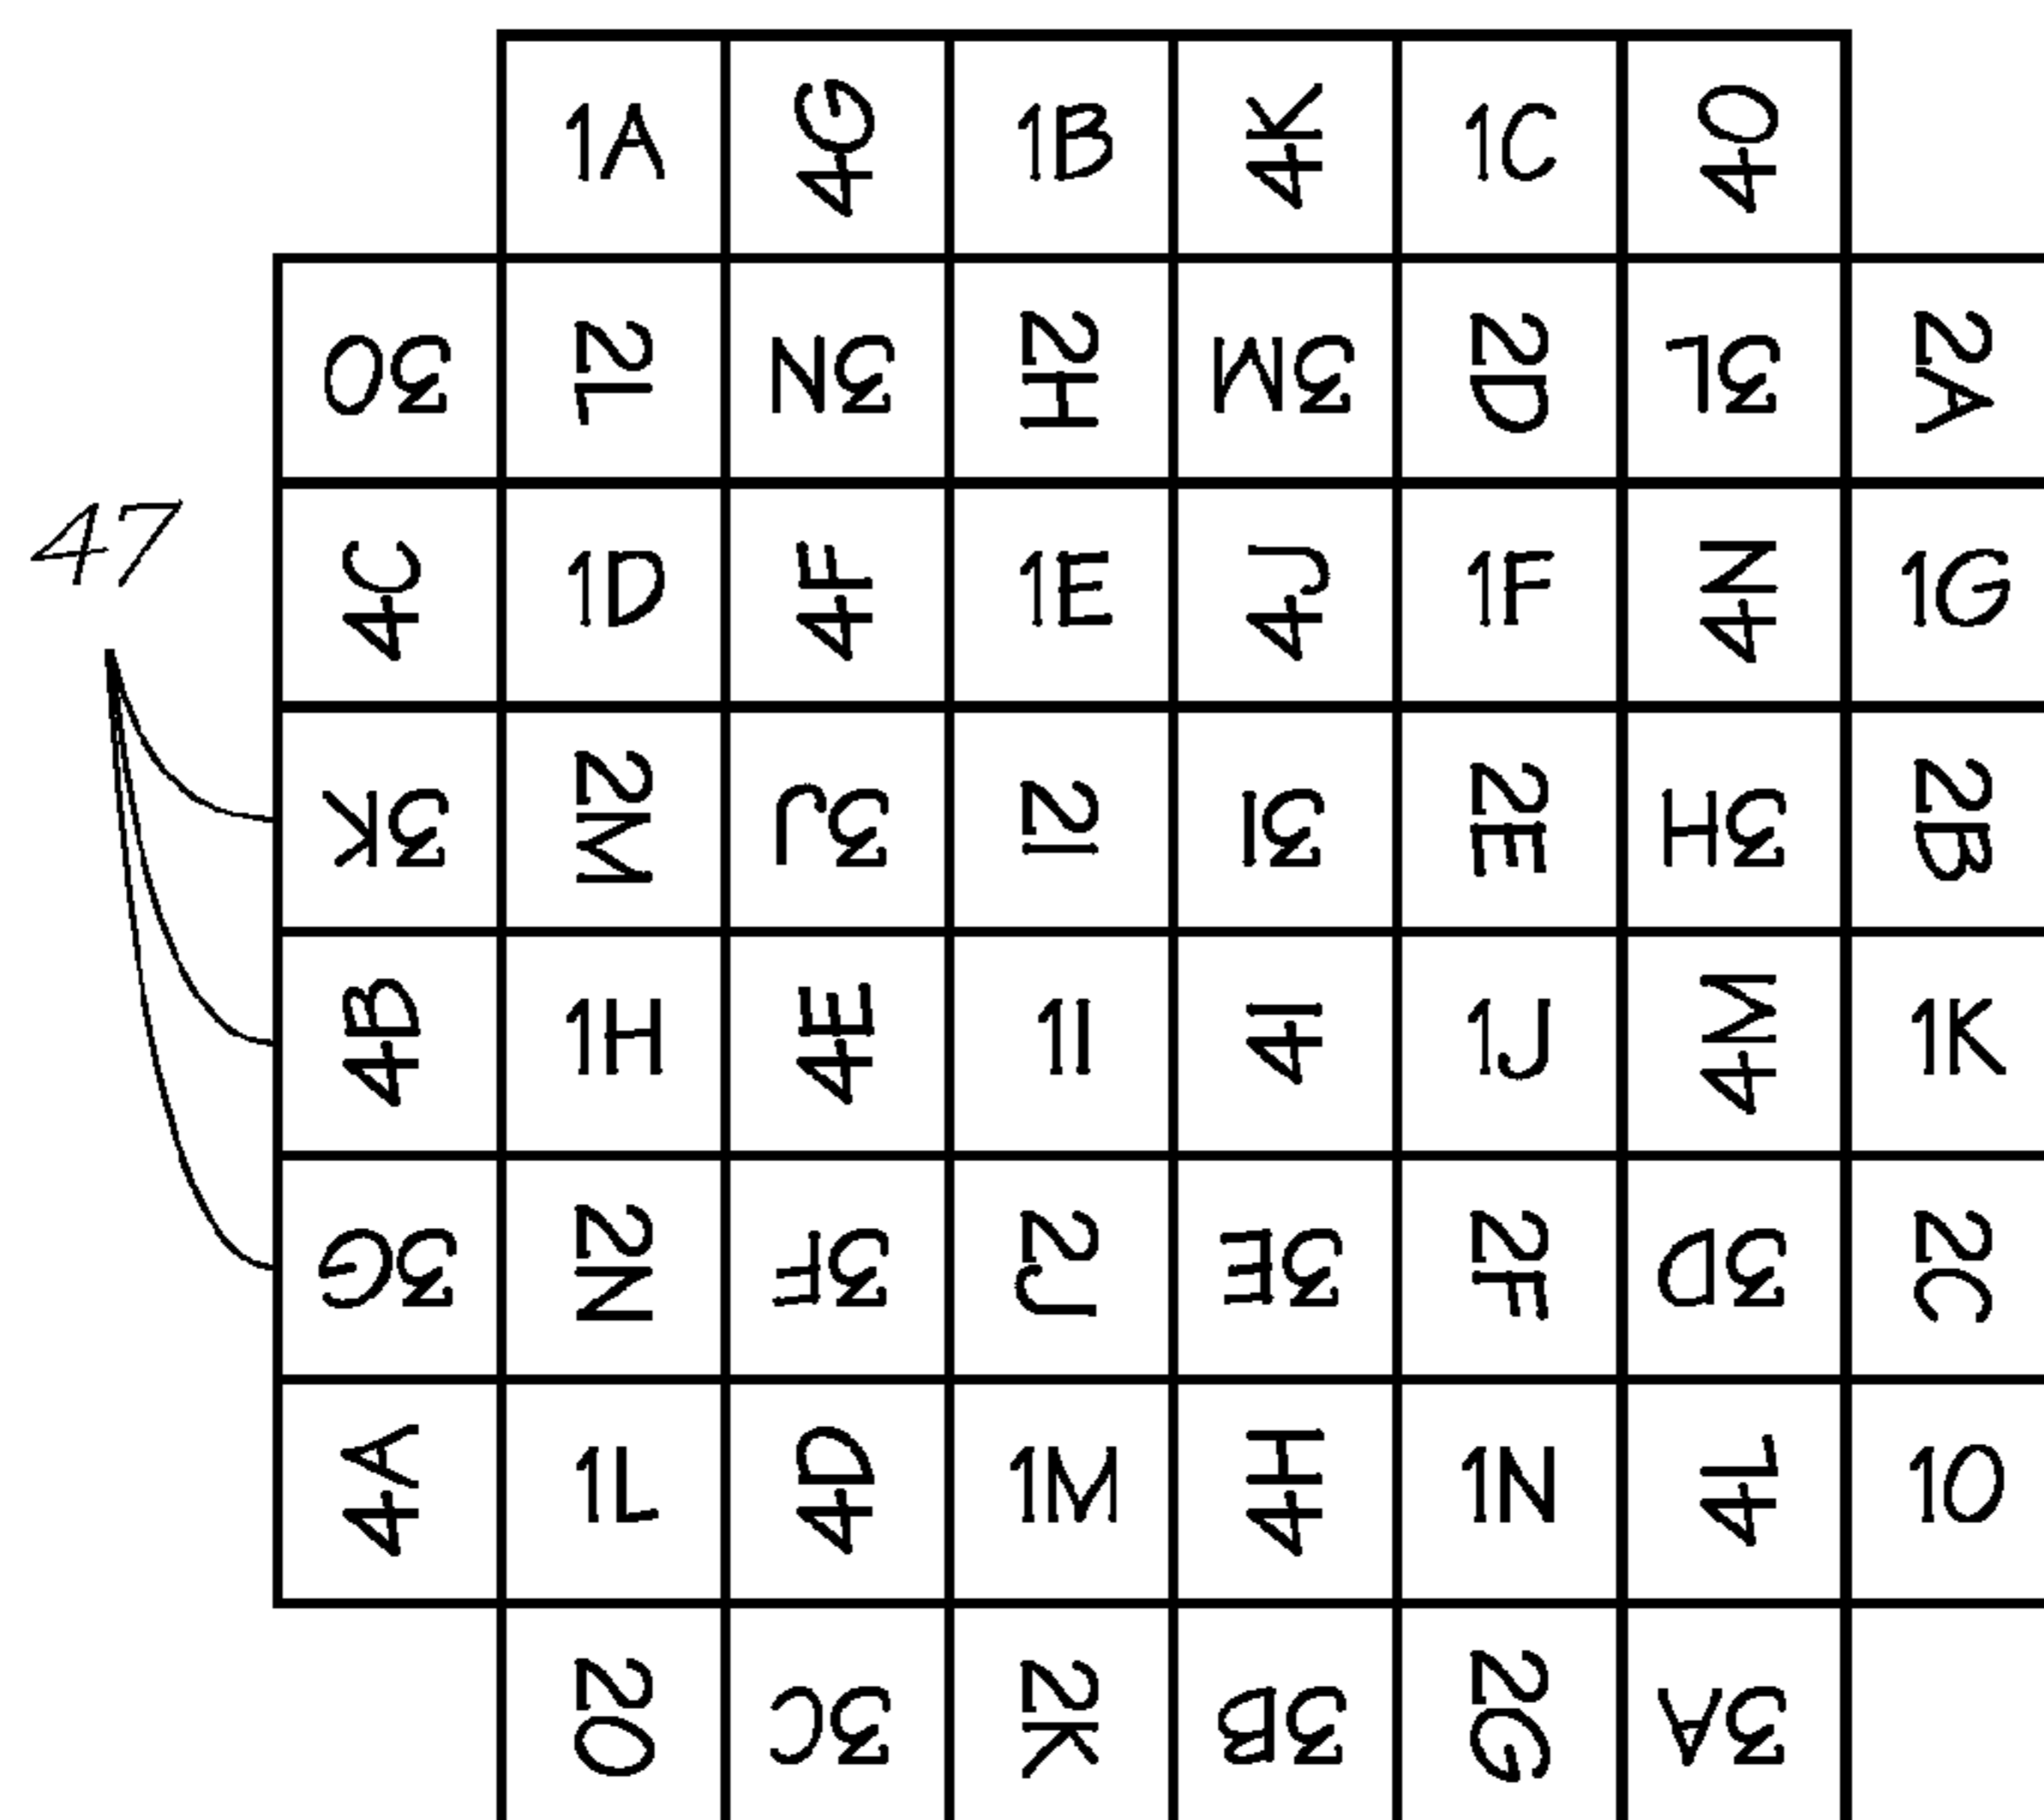 1A 4G 1B 4K 1C 4O
3O 2L 3N 2H 3M 2D 3L 2A
47
4C 1D 4F 1E 4J 1F 4N 1G
3K 2M 3J 2I 3I 2E 3H 2B
4B 1H 4E 1I 4I 1J 4M 1K
3G 2N 3F 2J 3E 2F 3D 2C
4A 1L 4D 1M 4H 1N 4L 1O
2O 3C 2K 3B 2G 3A